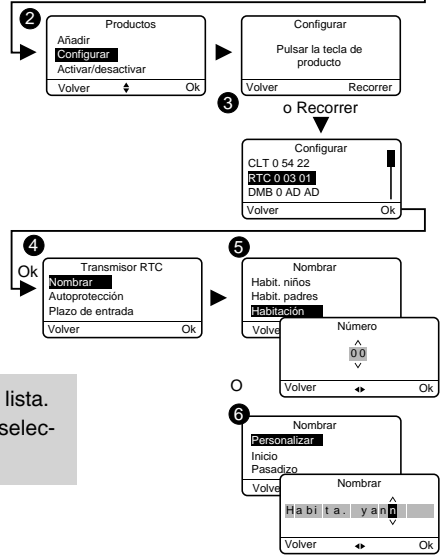 2
Productos
Añadir
Configurar
Activar/desactivar
Volver Ok
Configurar
Pulsar la tecla de
producto
Volver Recorrer
3
o Recorrer
Configurar
CLT 0 54 22
RTC 0 03 01
DMB 0 AD AD
Volver Ok
4
Ok
Transmisor RTC
Nombrar
Autoprotección
Plazo de entrada
Volver Ok
5
Nombrar
Habit. niños
Habit. padres
Habitación
Volve
Número
00
Volver Ok
O
lista.
selec-
6
Nombrar
Personalizar
Inicio
Pasadizo
Volve
Nombrar
Habita. yann
Volver Ok